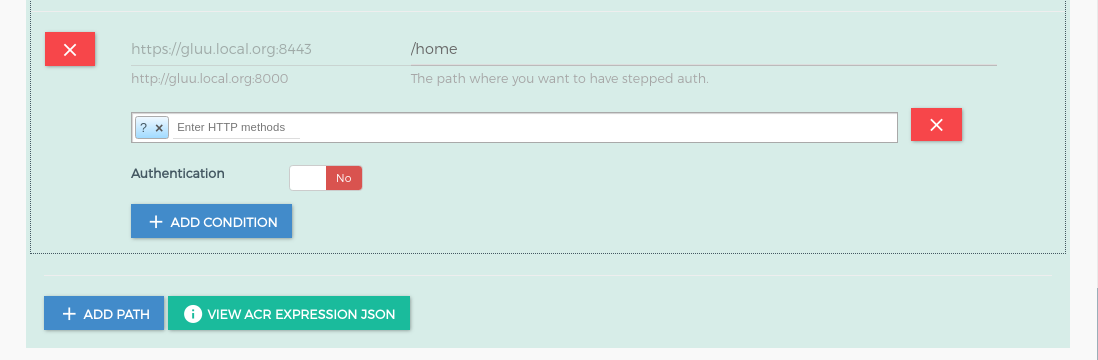 https://gluu.local.org:8443 /home
http://gluu.local.org:8000 The path where you want to have stepped auth.
? × Enter HTTP methods
Authentication No
+ ADD CONDITION
+ ADD PATH VIEW ACR EXPRESSION JSON